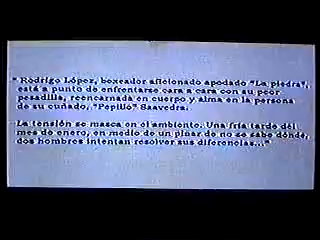 " Rodrigo López, boxeador aficionado apodado "La piedra",
está a punto de enfrentarse cara a cara con su peor
pesadilla, reencarnada en cuerpo y alma en la persona
de su cuñado, "Pepillo" Saavedra.
La tensión se masca en el ambiente. Una fría tarde del
mes de enero, en medio de un pinar de no se sabe dónde,
dos hombres intentan resolver sus diferencias..."